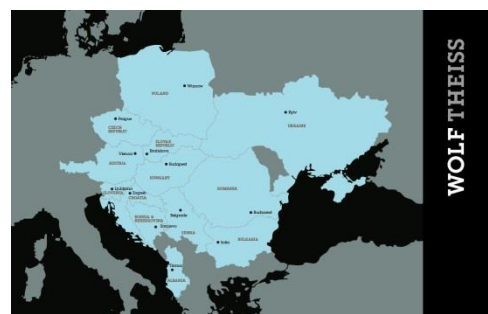 Warsaw
POLAND
Kyiv
UKRAINE
Prague
CZECH
REPUBLIC
SLOVAK
REPUBLIC
Vienna
Bratislava
AUSTRIA
Budapest
HUNGARY
Ljubljana
SLOVENIA
Zagreb
CROATIA
ROMANIA
Bucharest
BOSNIA &
HERZEGOVINA
Belgrade
Sarajevo
SERBIA
Sofia
BULGARIA
Tirana
ALBANIA
WOLF THEISS